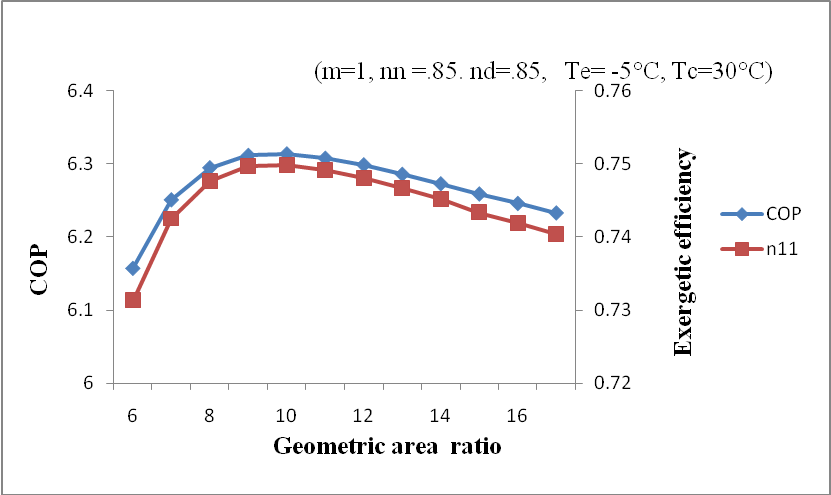 (m=1, nn =.85. nd=.85, Te= -5°C, Tc=30°C)
6.4
6.3
6.2
6.1
6
COP
0.76
0.75
0.74
0.73
0.72
Exergetic efficiency
COP
n11
6 8 10 12 14 16
Geometric area ratio